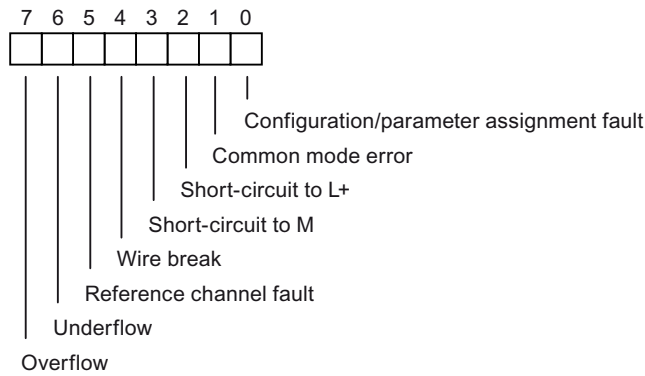 7 6 5 4 3 2 1 0
Configuration/parameter assignment fault
Common mode error
Short-circuit to L+
Short-circuit to M
Wire break
Reference channel fault
Underflow
Overflow